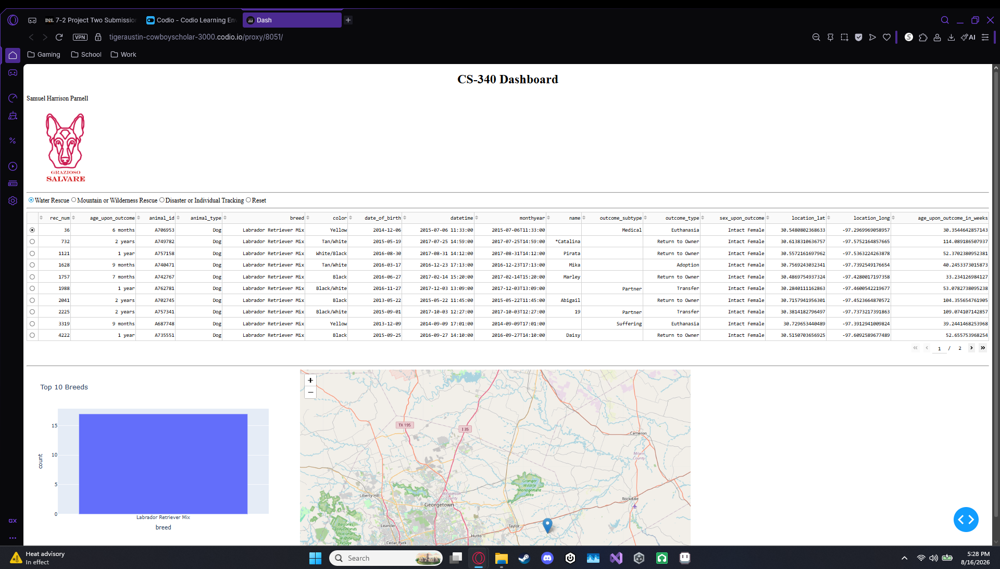 7-2 Project Two Submissio
Codio - Codio Learning En
Dash
VPN
tigeraustin-cowboyscholar-3000.codio.io/proxy/8051/
AI
Gaming School Work
CS-340 Dashboard
Samuel Harrison Parnell
GRAZIOSO
SALVARE
Water Rescue Mountain or Wilderness Rescue Disaster or Individual Tracking Reset
rec_num age_upon_outcome animal_id animal_type breed color date_of_birth datetime monthyear name outcome_subtype outcome_type sex_upon_outcome location_lat location_long age_upon_outcome_in_weeks
36 6 months A706953 Dog Labrador Retriever Mix Yellow 2014-12-06 2015-07-06 11:33:00 2015-07-06T11:33:00 Medical Euthanasia Intact Female 30.5480802368633 -97.2969969058957 30.3544642857143
732 2 years A749782 Dog Labrador Retriever Mix Tan/White 2015-05-19 2017-07-25 14:59:00 2017-07-25T14:59:00 *Catalina Return to Owner Intact Female 30.6138310636757 -97.5752164857665 114.089186507937
1121 1 year A757158 Dog Labrador Retriever Mix White/Black 2016-08-30 2017-08-31 14:12:00 2017-08-31T14:12:00 Pirata Return to Owner Intact Female 30.5572161697962 -97.5363224263878 52.3702380952381
1628 9 months A740471 Dog Labrador Retriever Mix Tan/White 2016-03-17 2016-12-23 17:13:00 2016-12-23T17:13:00 Mika Adoption Intact Female 30.7569243032341 -97.7392549176654 40.2453373015873
1757 7 months A742767 Dog Labrador Retriever Mix Black 2016-06-27 2017-02-14 15:20:00 2017-02-14T15:20:00 Marley Return to Owner Intact Female 30.4869754937324 -97.4280017197358 33.234126984127
1988 1 year A762781 Dog Labrador Retriever Mix Black/White 2016-11-27 2017-12-03 13:09:00 2017-12-03T13:09:00 Partner Transfer Intact Female 30.2840111162863 -97.4600542219677 53.0782738095238
2041 2 years A702745 Dog Labrador Retriever Mix Black 2013-05-22 2015-05-22 11:45:00 2015-05-22T11:45:00 Abigail Return to Owner Intact Female 30.7157941956301 -97.4523664870572 104.355654761905
2225 2 years A757341 Dog Labrador Retriever Mix Black/White 2015-09-01 2017-10-03 12:27:00 2017-10-03T12:27:00 19 Partner Transfer Intact Female 30.3814182796497 -97.7373217391863 109.074107142857
3319 9 months A687748 Dog Labrador Retriever Mix Yellow 2013-12-09 2014-09-09 17:01:00 2014-09-09T17:01:00 Suffering Euthanasia Intact Female 30.729653440489 -97.3912941009824 39.2441468253968
4222 1 year A735551 Dog Labrador Retriever Mix Black 2015-09-25 2016-09-27 14:10:00 2016-09-27T14:10:00 Daisy Return to Owner Intact Female 30.5150703656925 -97.6092589677489 52.655753968254
1 / 2
Top 10 Breeds
15
10
5
0
count
Labrador Retriever Mix
breed
+
−
TX 195
I 35
Cameron
Milam
County
Granger
Wildlife
Management
Area
Williamson
County
Liberty Hill
Georgetown
Rockdale
Balcones
Canyonlands
National
Wildlife
Refuge
Leander
Taylor
Hutto
Cedar Park
GX
Heat advisory
In effect
Search
5:28 PM
8/16/2026